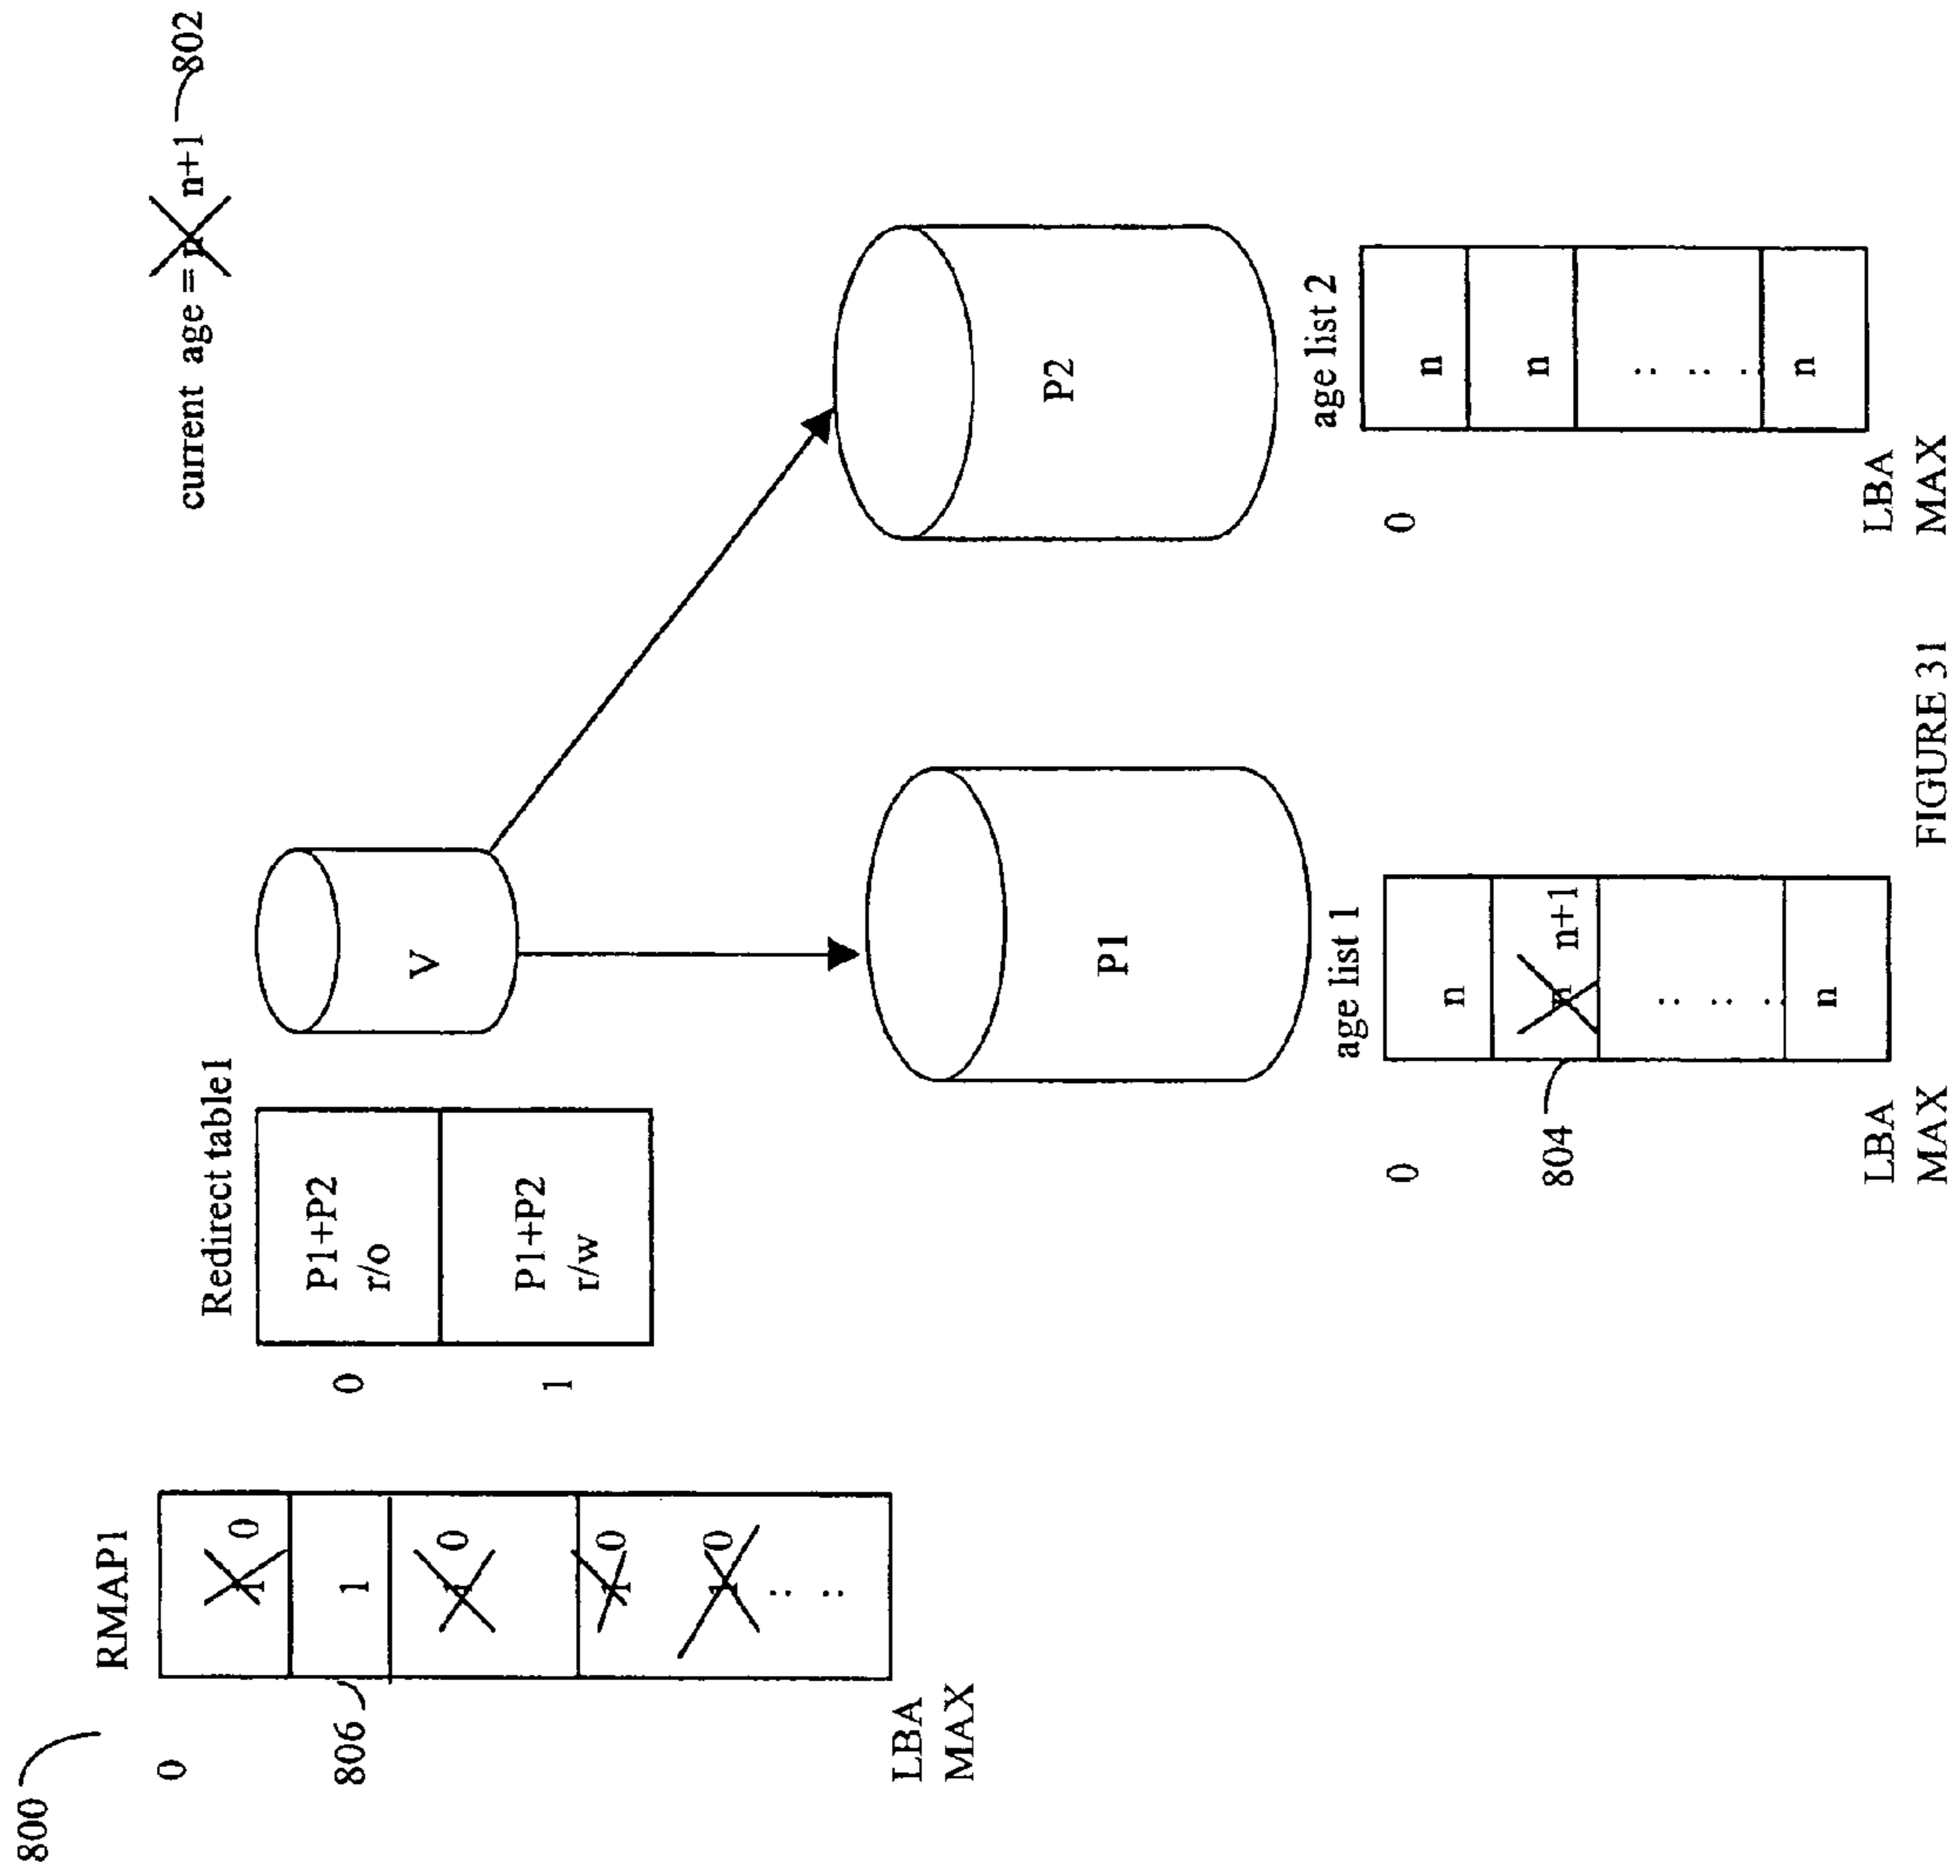 800
RMAP1
0
1 0
806
1
1 0
1 0
1 0
LBA
MAX
Redirect table1
0
P1+P2
r/o
1
P1+P2
r/w
V
current age = n n+1
802
P1
P2
age list 1
0
n
804
n n+1
n
LBA
MAX
age list 2
0
n
n
n
LBA
MAX
FIGURE 31